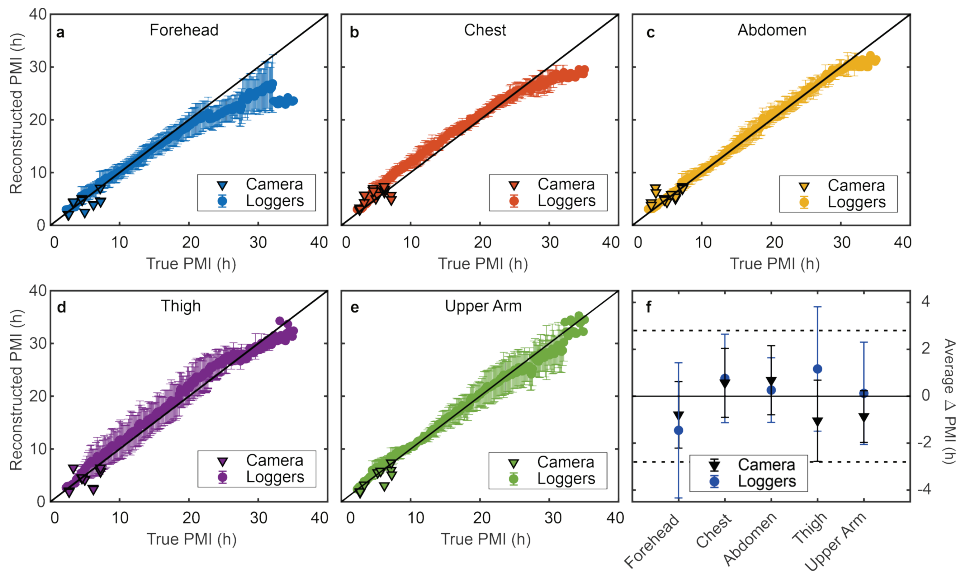 40
30
20
10
0
Reconstructed PMI (h)
a
Forehead
Camera
Loggers
0
10
20
30
40
True PMI (h)
b
Chest
Camera
Loggers
0
10
20
30
40
True PMI (h)
c
Abdomen
Camera
Loggers
0
10
20
30
40
True PMI (h)
40
30
20
10
0
Reconstructed PMI (h)
d
Thigh
Camera
Loggers
0
10
20
30
40
True PMI (h)
e
Upper Arm
Camera
Loggers
0
10
20
30
40
True PMI (h)
f
Camera
Loggers
4
2
0
-2
-4
Average Δ PMI (h)
Forehead
Chest
Abdomen
Thigh
Upper Arm